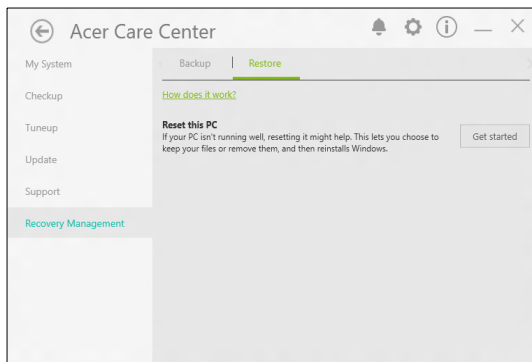 Acer Care Center
My System
Checkup
Tuneup
Update
Support
Recovery Management
Backup
Restore
How does it work?
Reset this PC
If your PC isn't running well, resetting it might help. This lets you choose to
keep your files or remove them, and then reinstalls Windows.
Get started